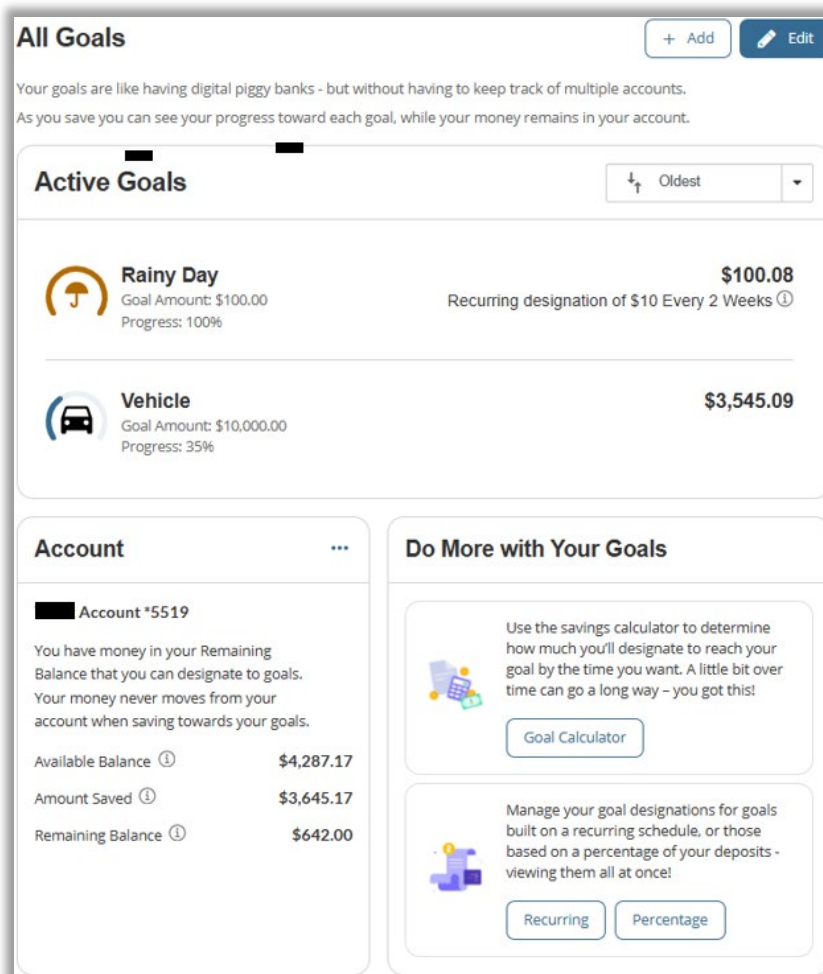 All Goals
+ Add
Edit
Your goals are like having digital piggy banks - but without having to keep track of multiple accounts.
As you save you can see your progress toward each goal, while your money remains in your account.
Active Goals
Oldest
Rainy Day
$100.08
Goal Amount: $100.00
Recurring designation of $10 Every 2 Weeks
Progress: 100%
Vehicle
$3,545.09
Goal Amount: $10,000.00
Progress: 35%
Account
Account *5519
You have money in your Remaining
Balance that you can designate to goals.
Your money never moves from your
account when saving towards your goals.
Available Balance $4,287.17
Amount Saved $3,645.17
Remaining Balance $642.00
Do More with Your Goals
Use the savings calculator to determine
how much you'll designate to reach your
goal by the time you want. A little bit over
time can go a long way – you got this!
Goal Calculator
Manage your goal designations for goals
built on a recurring schedule, or those
based on a percentage of your deposits -
viewing them all at once!
Recurring
Percentage